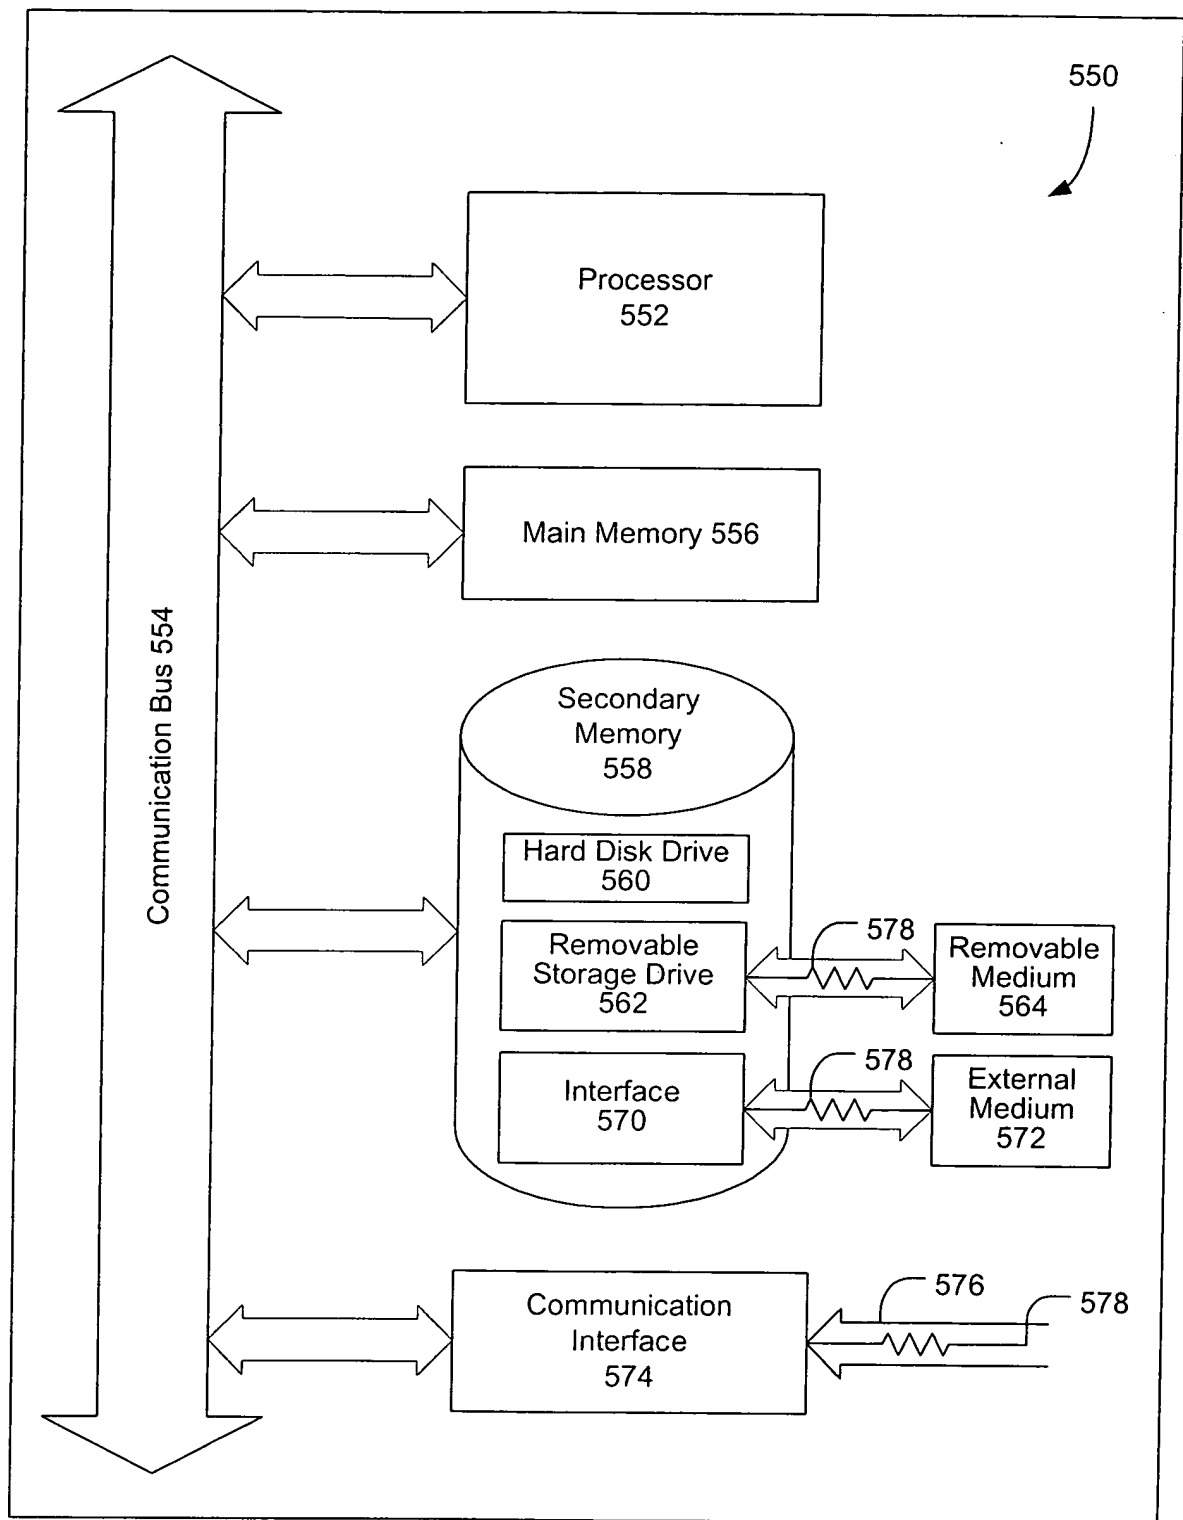 550
Processor
552
Main Memory 556
Communication Bus 554
Secondary
Memory
558
Hard Disk Drive
560
Removable
Storage Drive
562
578
Removable
Medium
564
Interface
570
578
External
Medium
572
Communication
Interface
574
576
578